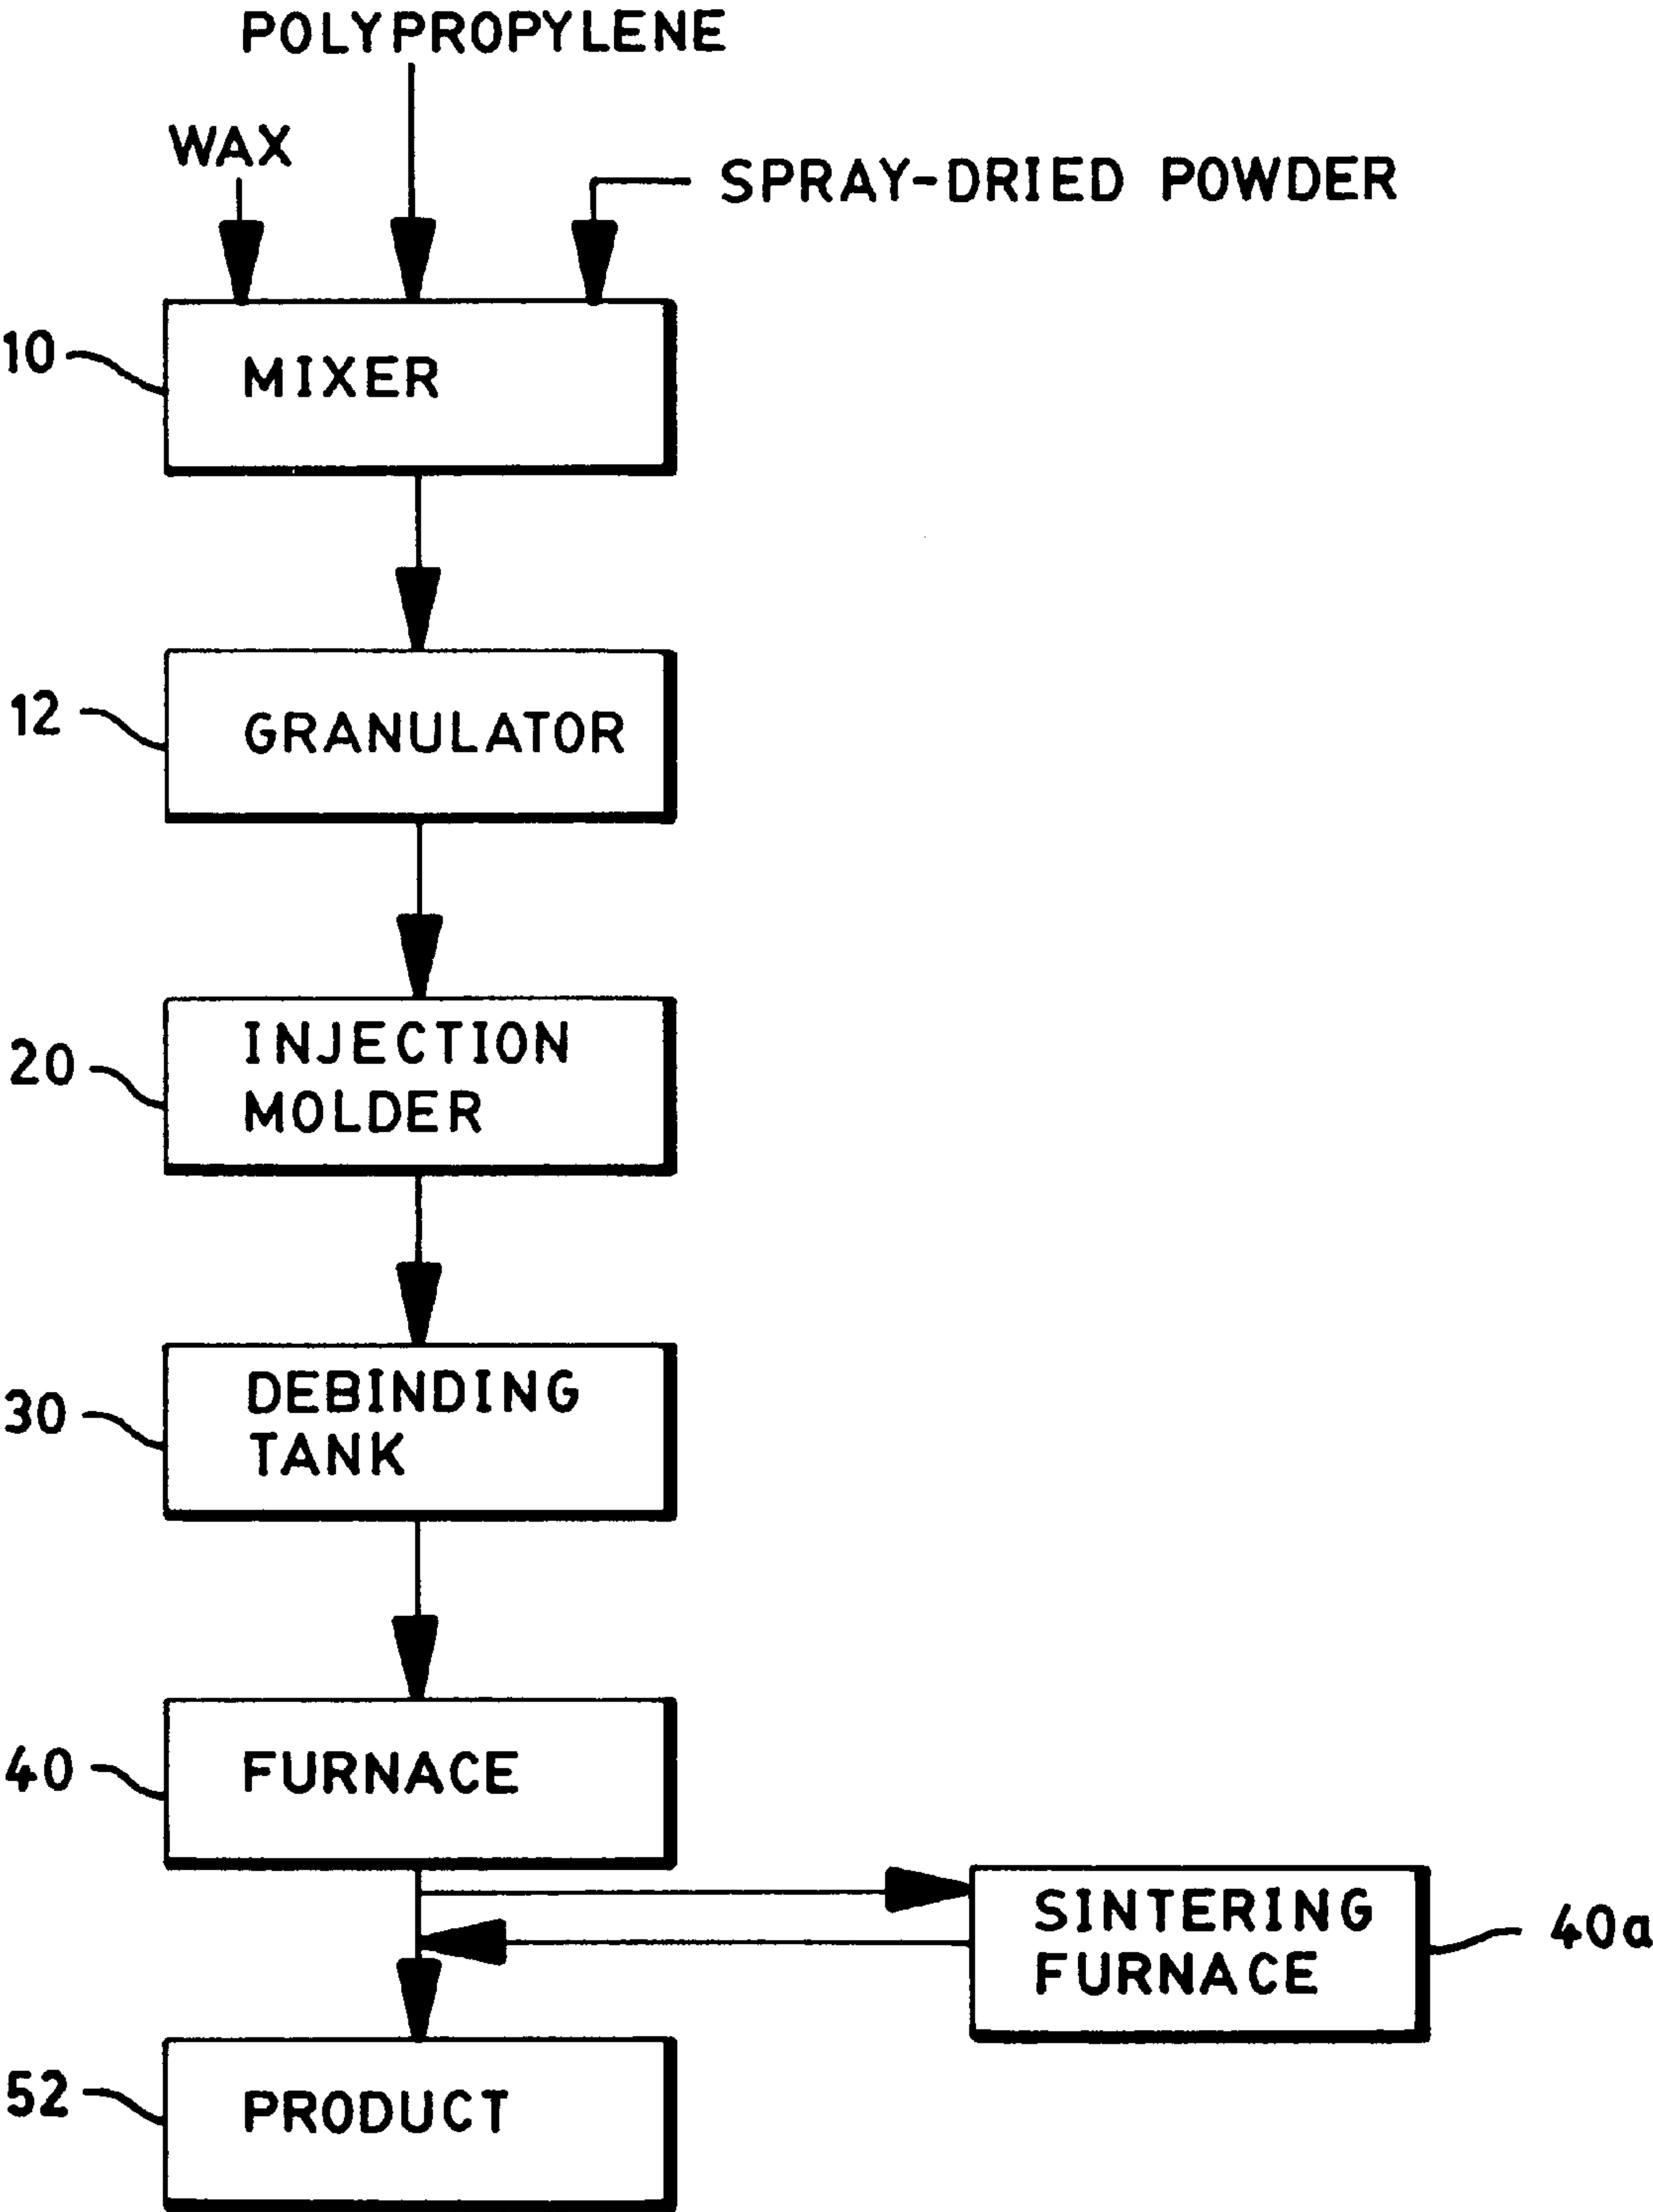 POLYPROPYLENE
WAX
SPRAY-DRIED POWDER
10
MIXER
12
GRANULATOR
20
INJECTION
MOLDER
30
DEBINDING
TANK
40
FURNACE
SINTERING
FURNACE
40a
52
PRODUCT